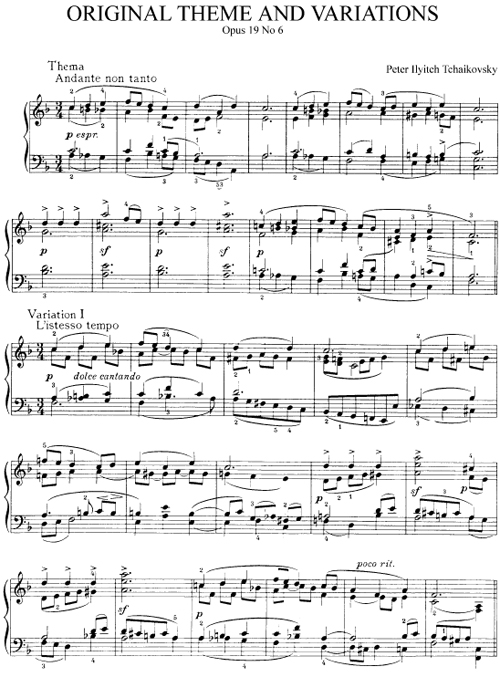 ORIGINAL THEME AND VARIATIONS
Opus 19 No 6
Thema
Andante non tanto
Peter Ilyitch Tchaikovsky
p espr.
p
sf
p
sf
p
Variation I
L'istesso tempo
p
dolce cantando
p
poco rit.
sf
p